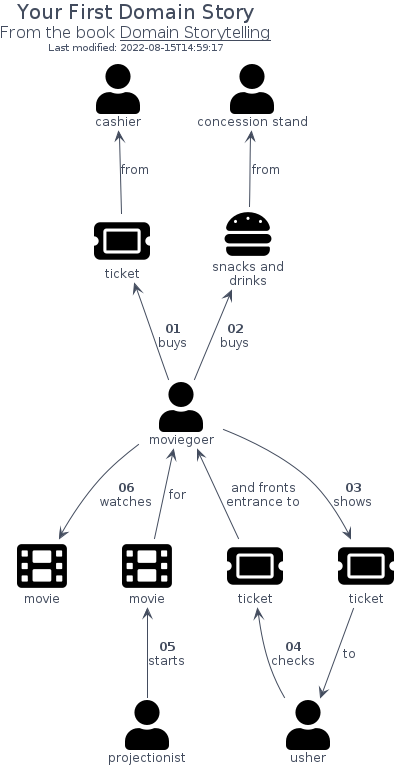 Your First Domain Story
From the book Domain Storytelling
Last modified: 2022-08-15T14:59:17
cashier
concession stand
from
from
ticket
snacks and
drinks
01
buys
02
buys
moviegoer
06
watches
for
and fronts
entrance to
03
shows
movie
movie
ticket
ticket
05
starts
04
checks
to
projectionist
usher